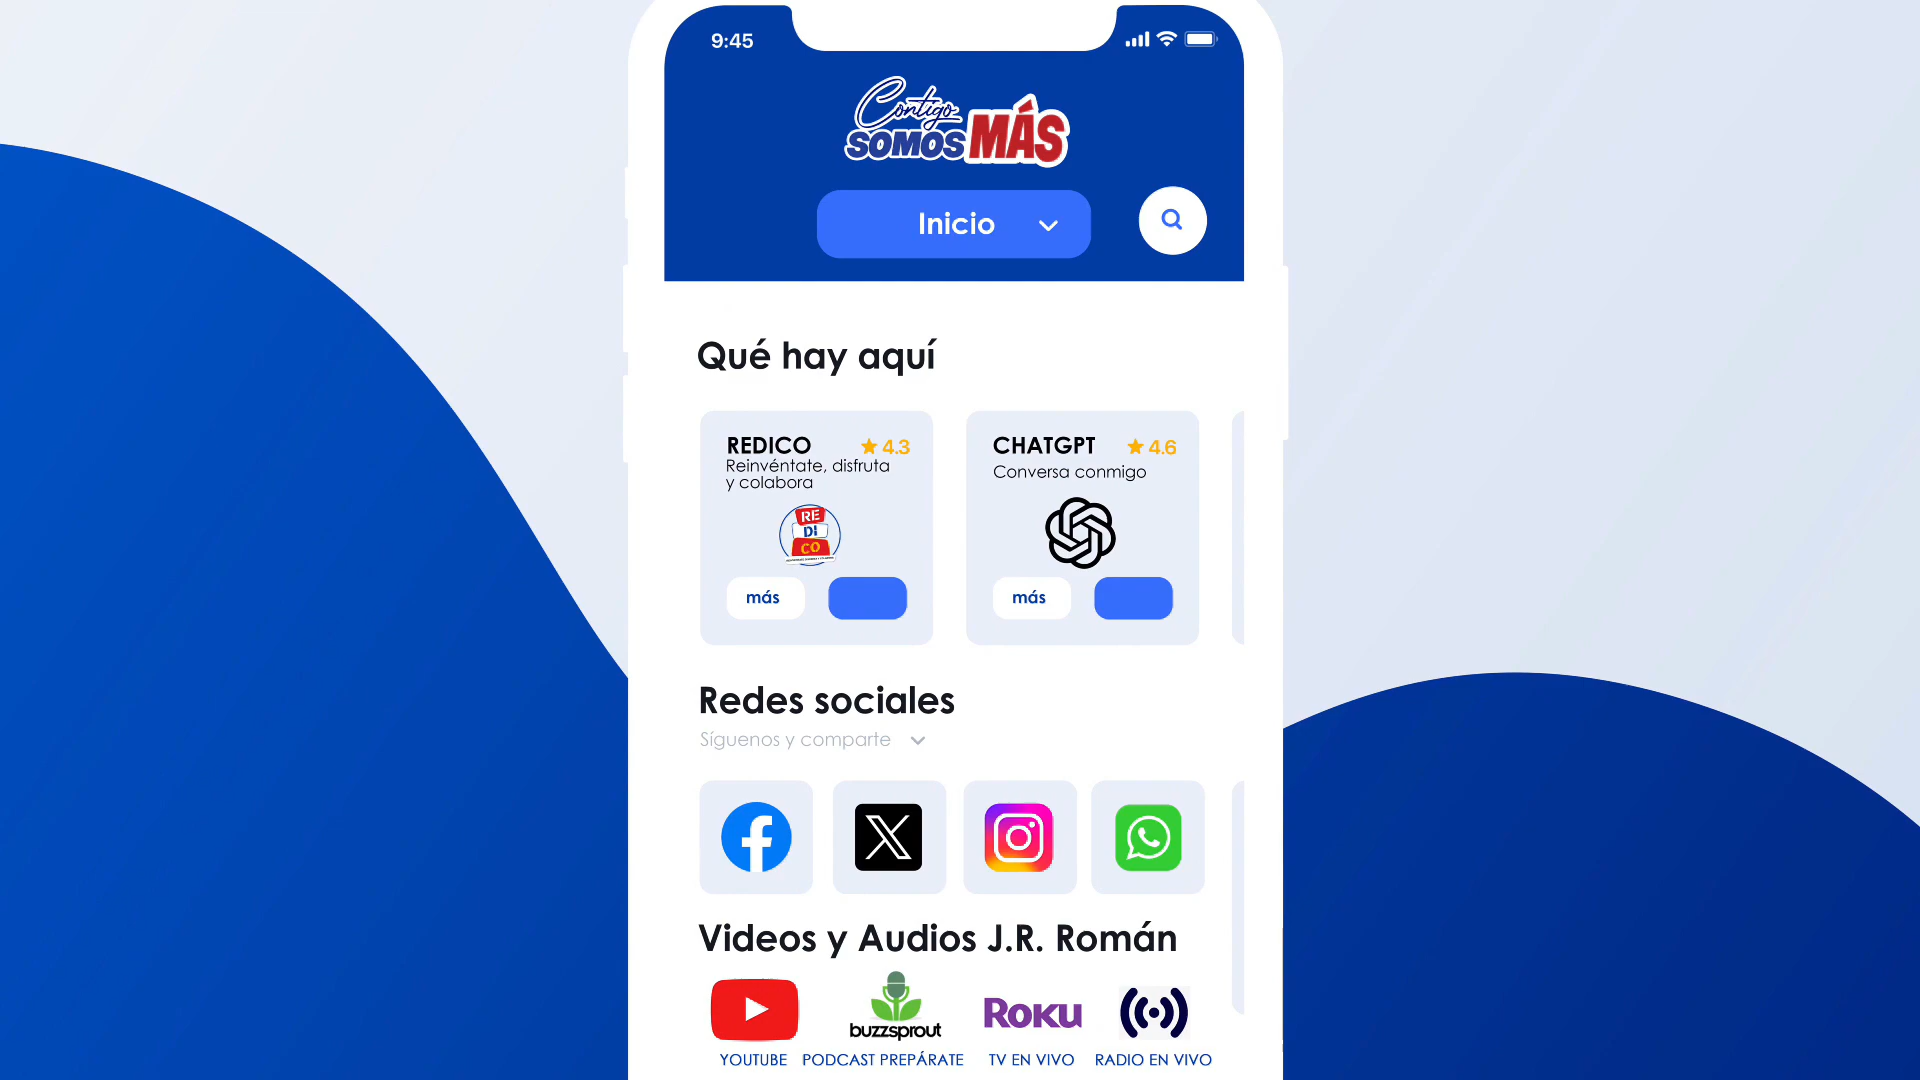 9:45
Contigo
SOMOS MÁS
Inicio
Qué hay aquí
REDICO
4.3
Reinvéntate, disfruta
y colabora
RE
DI
CO
más
CHATGPT
4.6
Conversa conmigo
más
Redes sociales
Síguenos y comparte
Videos y Audios J.R. Román
buzzsprout
ROKU
YOUTUBE
PODCAST PREPÁRATE
TV EN VIVO
RADIO EN VIVO